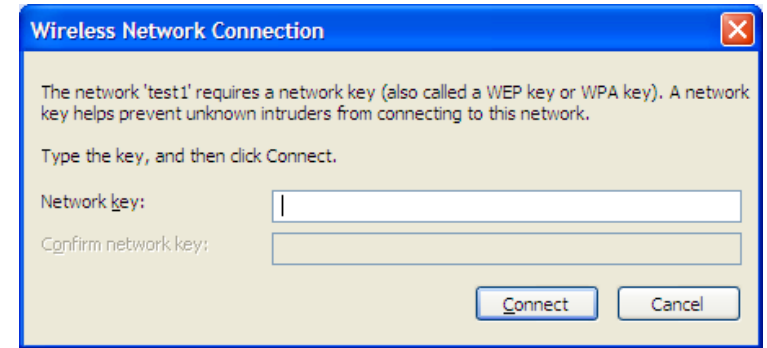 Wireless Network Connection
The network 'test1' requires a network key (also called a WEP key or WPA key). A network
key helps prevent unknown intruders from connecting to this network.
Type the key, and then click Connect.
Network key:
Confirm network key:
Connect Cancel